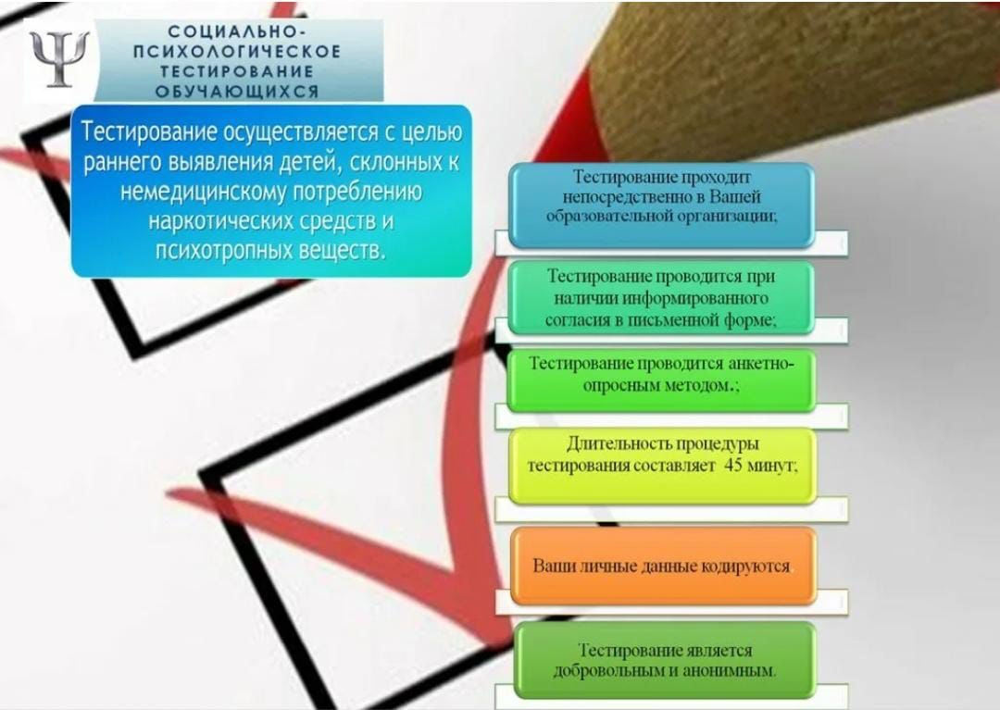 СОЦИАЛЬНО-
ПСИХОЛОГИЧЕСКОЕ
ТЕСТИРОВАНИЕ
ОБУЧАЮЩИХСЯ
Тестирование осуществляется с целью
раннего выявления детей, склонных к
немедицинскому потреблению
наркотических средств и
психотропных веществ.
Тестирование проходит
непосредственно в Вашей
образовательной организации;
Тестирование проводится при
наличии информированного
согласия в письменной форме;
Тестирование проводится анкетно-
опросным методом.;
Длительность процедуры
тестирования составляет 45 минут;
Ваши личные данные кодируются.
Тестирование является
добровольным и анонимным.